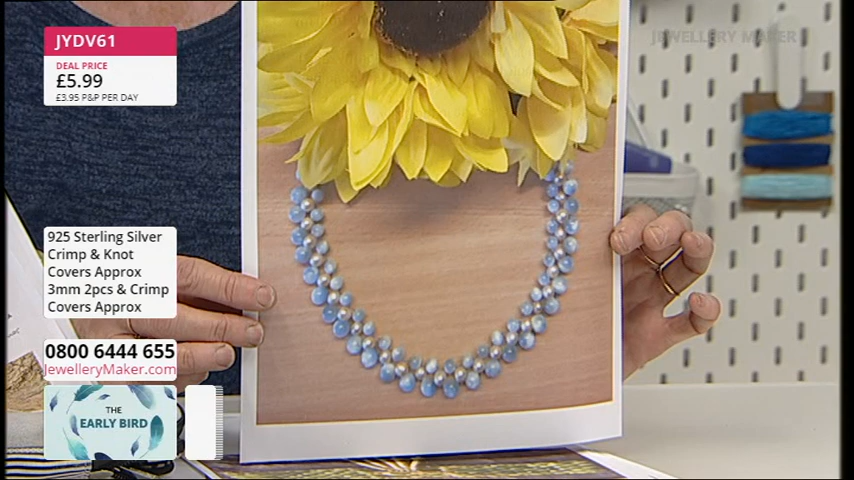 JYDV61
DEAL PRICE
£5.99
£3.95 P&P PER DAY
JEWELLERY MAKER
925 Sterling Silver
Crimp & Knot
Covers Approx
3mm 2pcs & Crimp
Covers Approx
0800 6444 655
JewelleryMaker.com
THE
EARLY BIRD